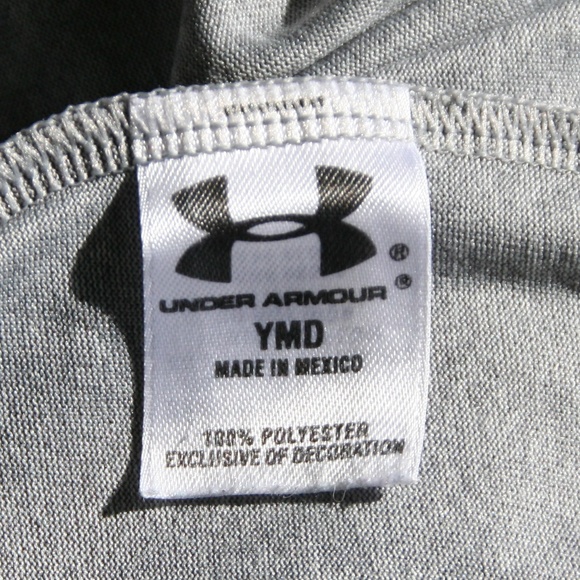 UNDER ARMOUR ®
®
YMD
MADE IN MEXICO
100% POLYESTER
EXCLUSIVE OF DECORATION